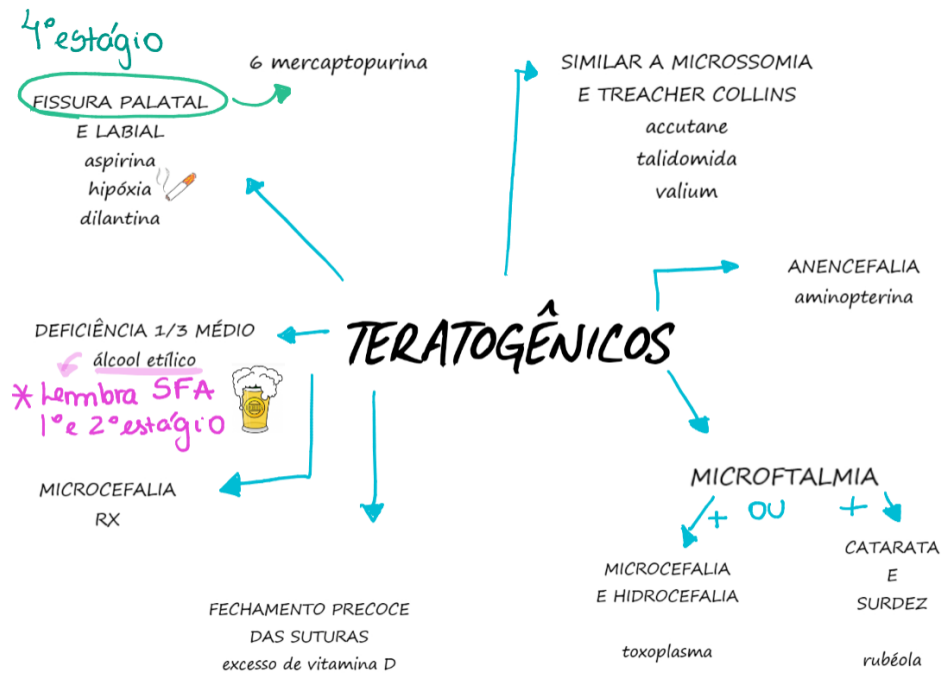 4º estágio
FISSURA PALATAL
E LABIAL
aspirina
hipóxia
dilantina
6 mercaptopurina
SIMILAR A MICROSSOMIA
E TREACHER COLLINS
accutane
talidomida
valium
ANENCEFALIA
aminopterina
TERATOGÊNICOS
DEFICIÊNCIA 1/3 MÉDIO
álcool etílico
* Lembra SFA
1º e 2º estágio
MICROCEFALIA
RX
FECHAMENTO PRECOCE
DAS SUTURAS
excesso de vitamina D
MICROFTALMIA
+ OU +
MICROCEFALIA
E HIDROCEFALIA
toxoplasma
CATARATA
E
SURDEZ
rubéola